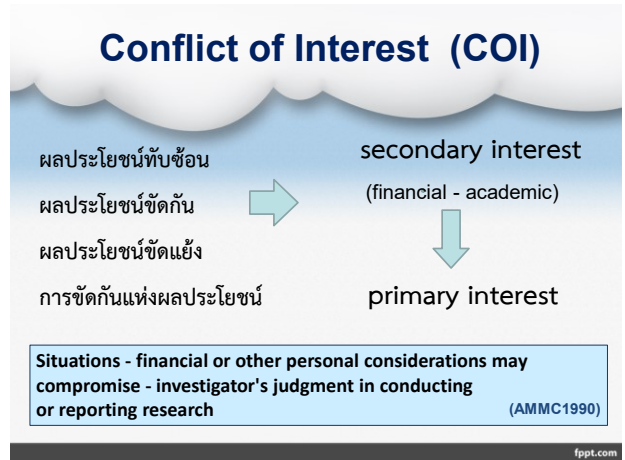 Conflict of Interest (COI)
ผลประโยชน์ทับซ้อน
ผลประโยชน์ขัดกัน
ผลประโยชน์ขัดแย้ง
การขัดกันแห่งผลประโยชน์
secondary interest
(financial - academic)
primary interest
Situations - financial or other personal considerations may
compromise - investigator's judgment in conducting
or reporting research (AMMC1990)
fppt.com